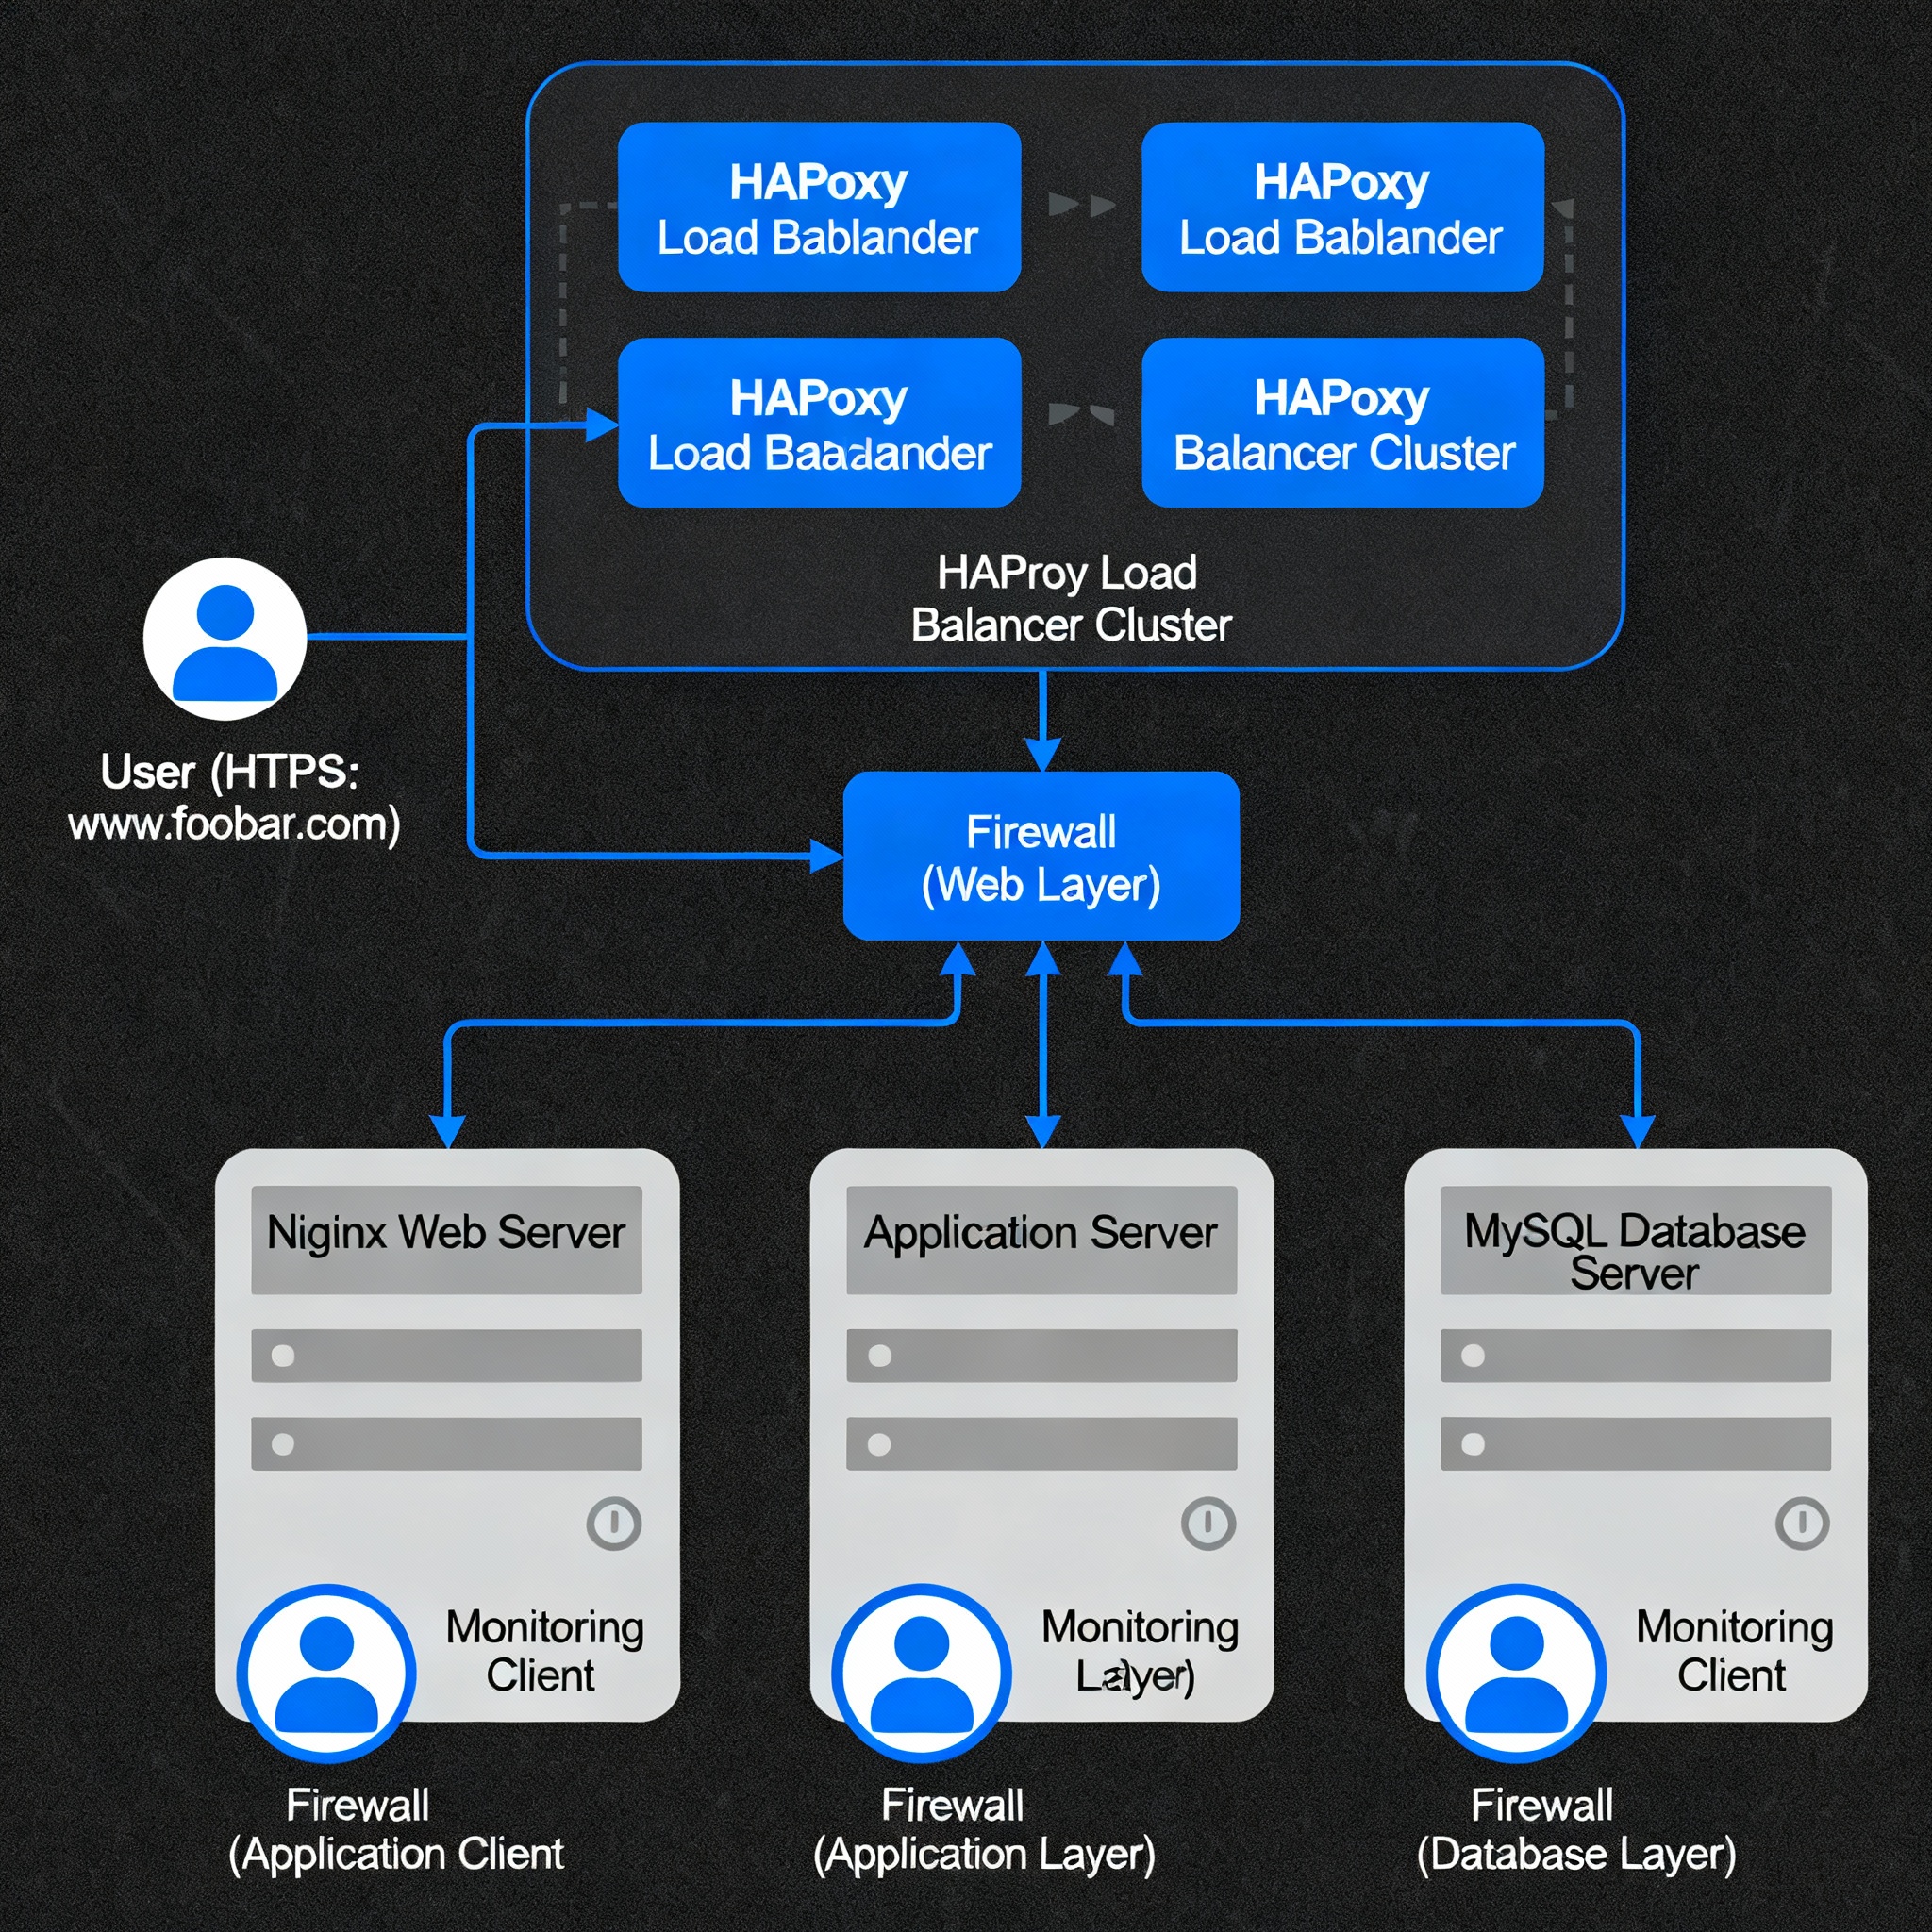 HAPoxy
Load Bablander
HAPoxy
Load Bablander
HAPoxy
Load
HAPoxy
Balancer Cluster
HAProy Load
Balancer Cluster
User (HTPS:
www.foobar.com)
Firewall
(Web Layer)
Niginx Web Server
Application Server
MySQL Database
Server
Monitoring
Client
Monitoring
Layer)
Monitoring
Client
Firewall
(Application Client
Firewall
(Application Layer)
Firewall
(Database Layer)